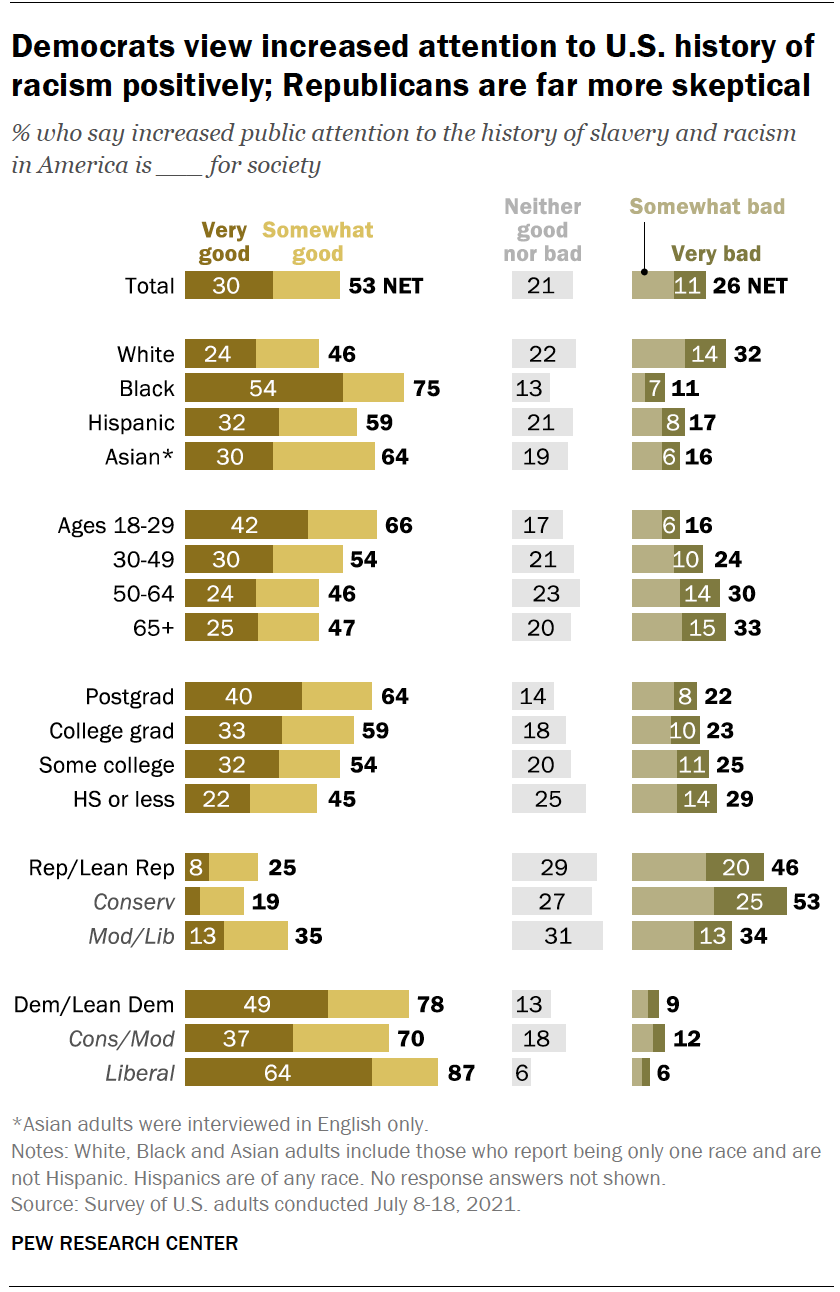 Democrats view increased attention to U.S. history of
racism positively; Republicans are far more skeptical
% who say increased public attention to the history of slavery and racism
in America is ___ for society
Very good Somewhat good Neither good nor bad Somewhat bad Very bad
Total 30 53 NET 21 11 26 NET
White 24 46 22 14 32
Black 54 75 13 7 11
Hispanic 32 59 21 8 17
Asian* 30 64 19 6 16
Ages 18-29 42 66 17 6 16
30-49 30 54 21 10 24
50-64 24 46 23 14 30
65+ 25 47 20 15 33
Postgrad 40 64 14 8 22
College grad 33 59 18 10 23
Some college 32 54 20 11 25
HS or less 22 45 25 14 29
Rep/Lean Rep 8 25 29 20 46
Conserv 19 27 25 53
Mod/Lib 13 35 31 13 34
Dem/Lean Dem 49 78 13 9
Cons/Mod 37 70 18 12
Liberal 64 87 6 6
*Asian adults were interviewed in English only.
Notes: White, Black and Asian adults include those who report being only one race and are
not Hispanic. Hispanics are of any race. No response answers not shown.
Source: Survey of U.S. adults conducted July 8-18, 2021.
PEW RESEARCH CENTER